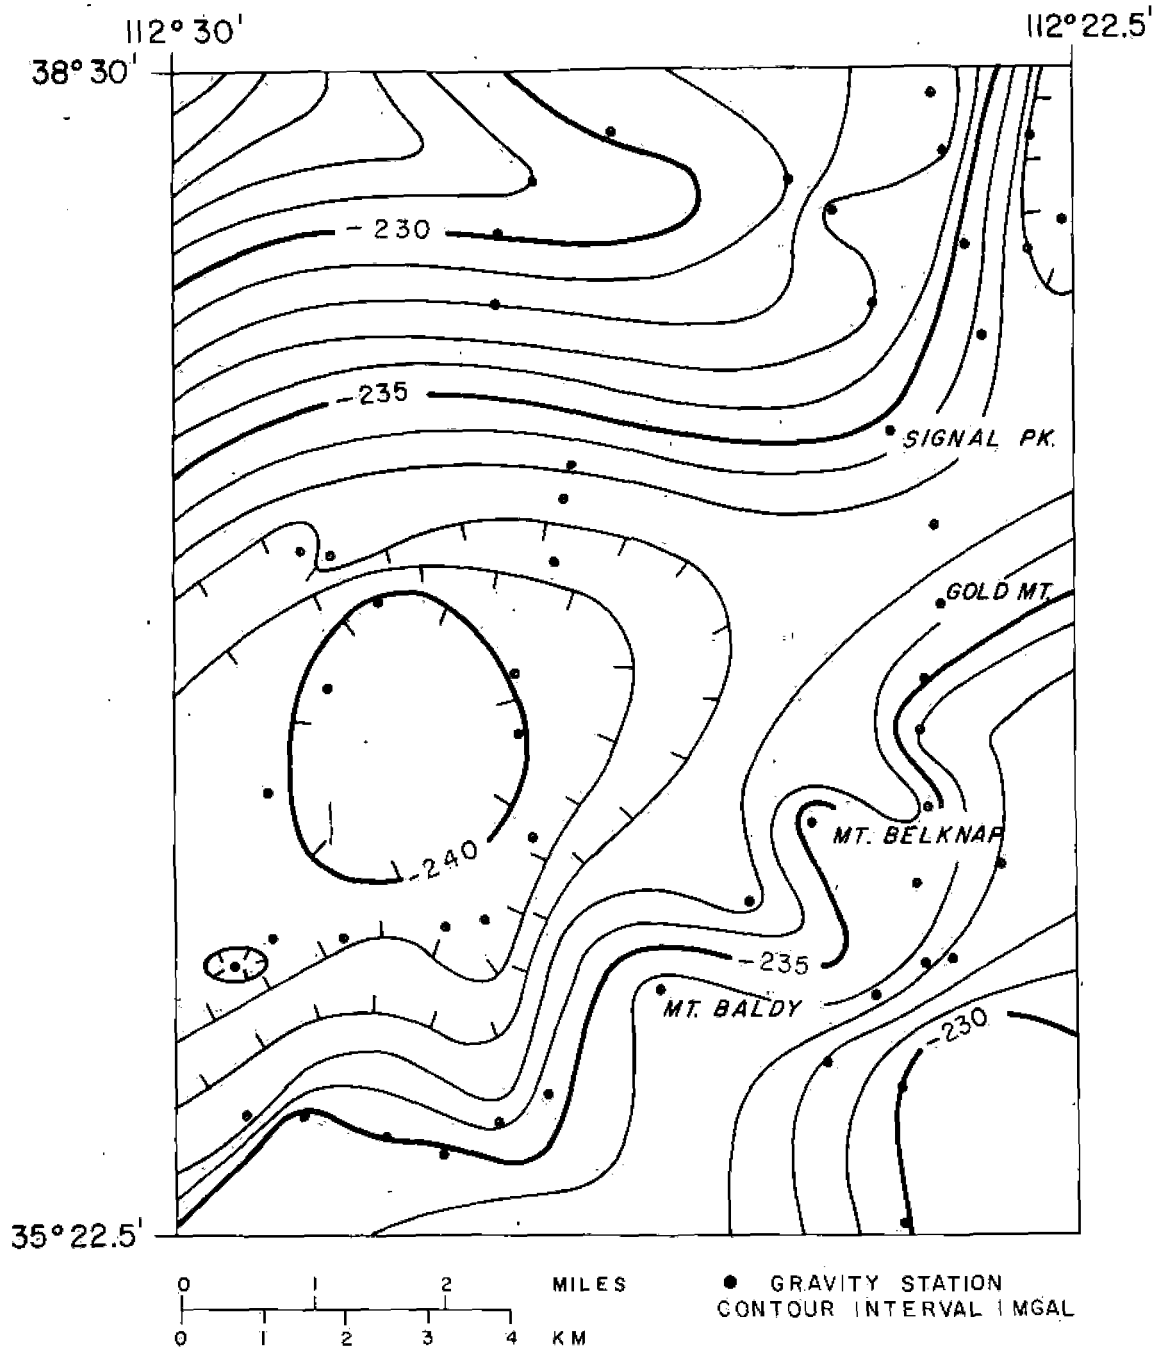 112° 30' 112° 22.5'
38° 30'
-230
-235
SIGNAL PK.
GOLD MT.
MT. BELKNAP
-240
-235
MT. BALDY
-230
35° 22.5'
0 1 2 MILES
0 1 2 3 4 KM
GRAVITY STATION
CONTOUR INTERVAL 1 MGAL